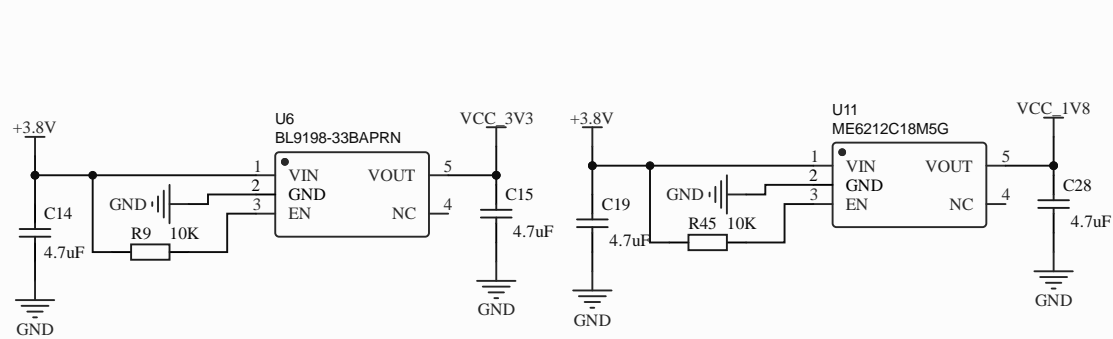 U6
BL9198-33BAPRN
+3.8V
VCC_3V3
1
VIN
VOUT
5
2
GND
GND
3
EN
NC
4
C14
4.7uF
R9
10K
C15
4.7uF
GND
GND
U11
ME6212C18M5G
+3.8V
VCC_1V8
1
VIN
VOUT
5
2
GND
GND
3
EN
NC
4
C19
4.7uF
R45
10K
C28
4.7uF
GND
GND